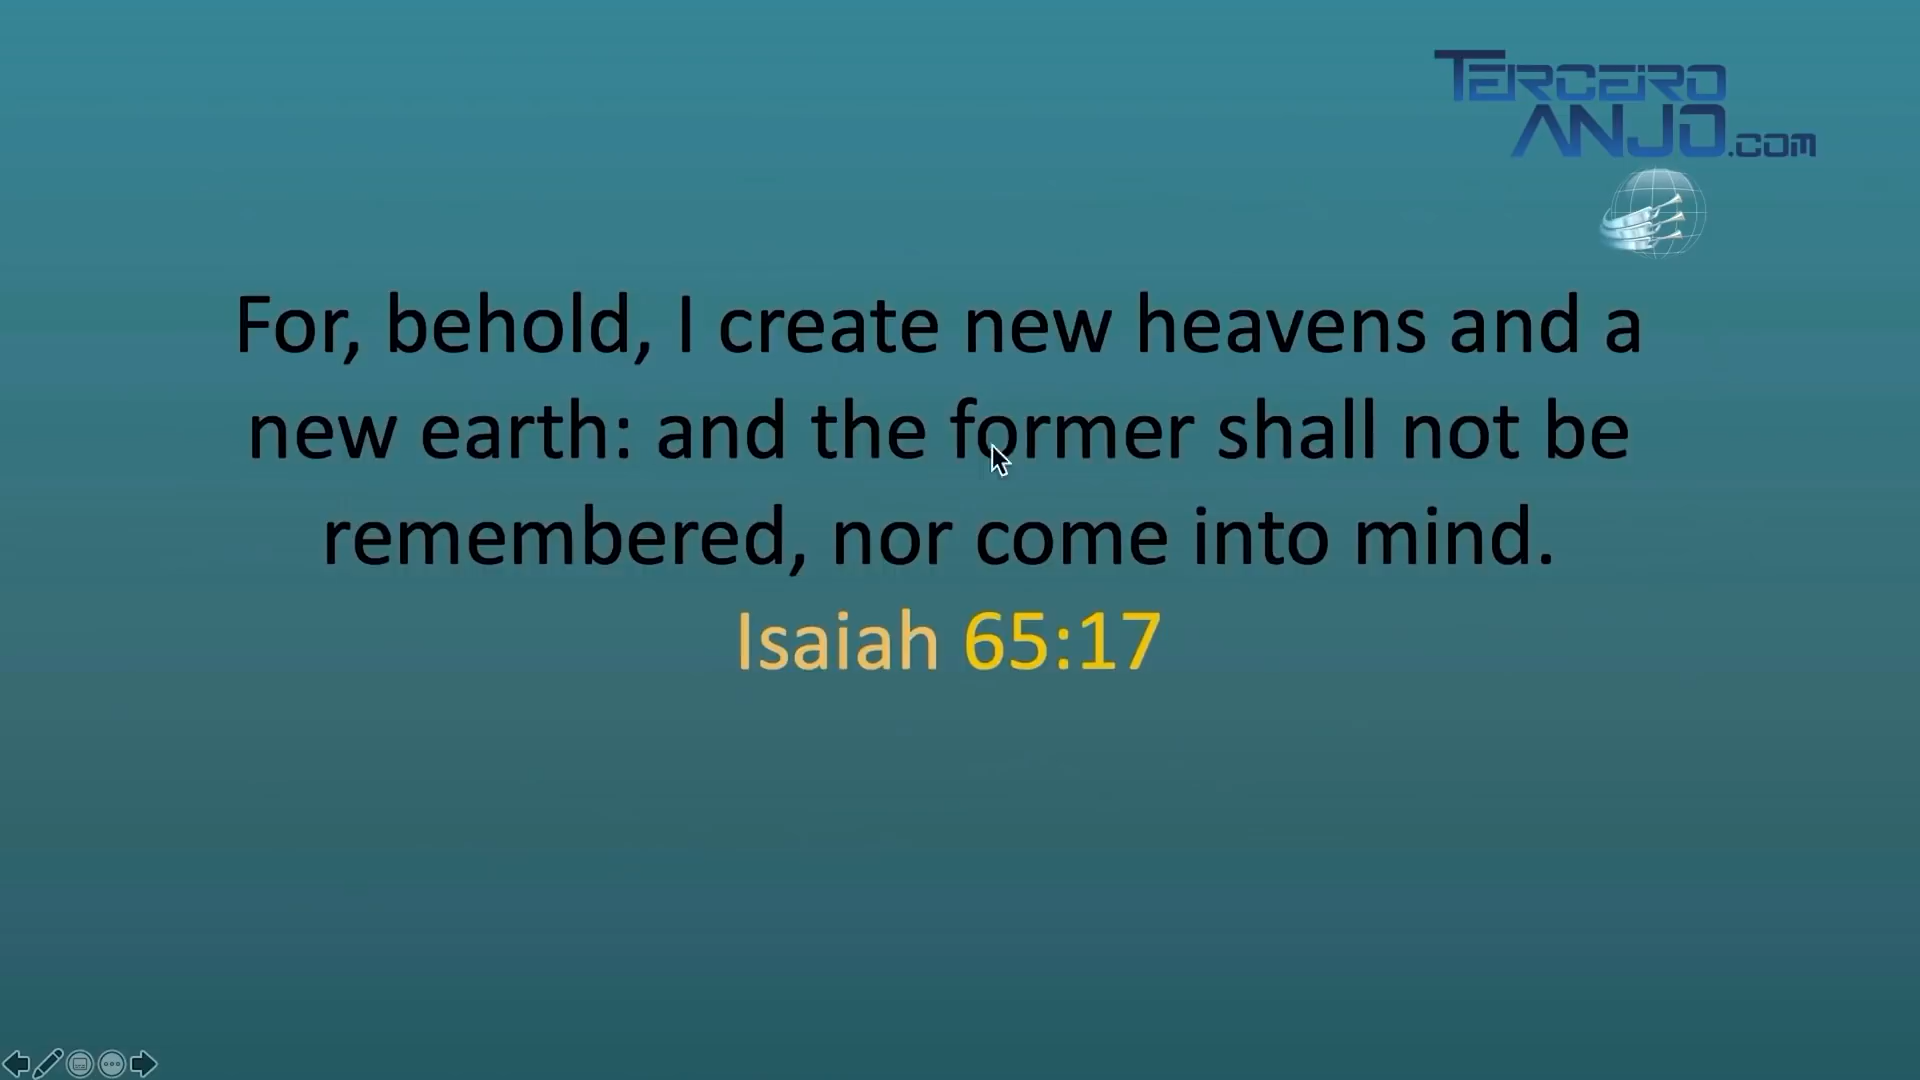 TERCEIRO
ANJO.com
For, behold, I create new heavens and a
new earth: and the former shall not be
remembered, nor come into mind.
Isaiah 65:17